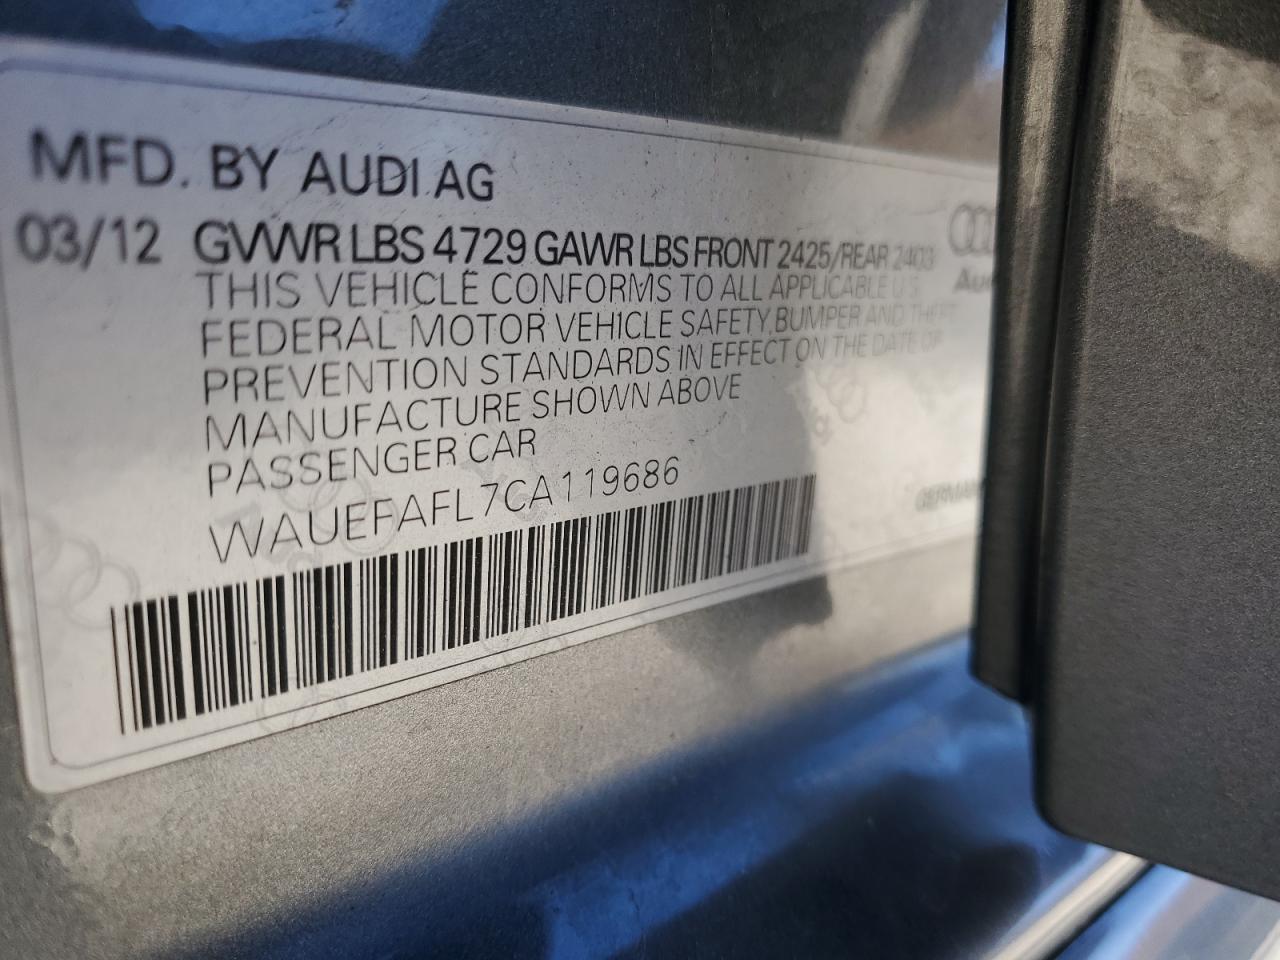 MFD. BY AUDI AG
03/12 GVWR LBS 4729 GAWR LBS FRONT 2425/REAR 2403
THIS VEHICLE CONFORMS TO ALL APPLICABLE U.S.
FEDERAL MOTOR VEHICLE SAFETY, BUMPER AND THEFT
PREVENTION STANDARDS IN EFFECT ON THE DATE OF
MANUFACTURE SHOWN ABOVE
PASSENGER CAR
WAUEFAFL7CA119686